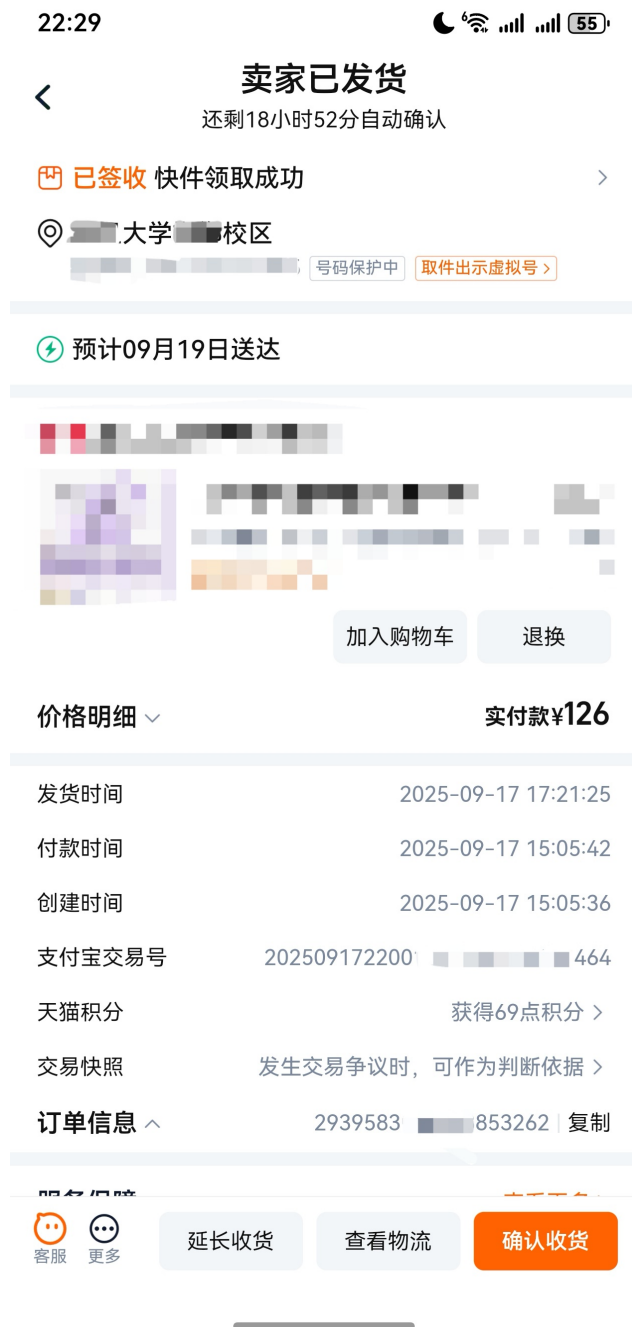 22:29
6
55
卖家已发货
还剩18小时52分自动确认
已签收 快件领取成功
大学 校区
号码保护中 取件出示虚拟号
预计09月19日送达
加入购物车 退换
价格明细 实付款¥126
发货时间 2025-09-17 17:21:25
付款时间 2025-09-17 15:05:42
创建时间 2025-09-17 15:05:36
支付宝交易号 202509172200 464
天猫积分 获得69点积分
交易快照 发生交易争议时，可作为判断依据
订单信息 2939583 853262 复制
客服 更多 延长收货 查看物流 确认收货